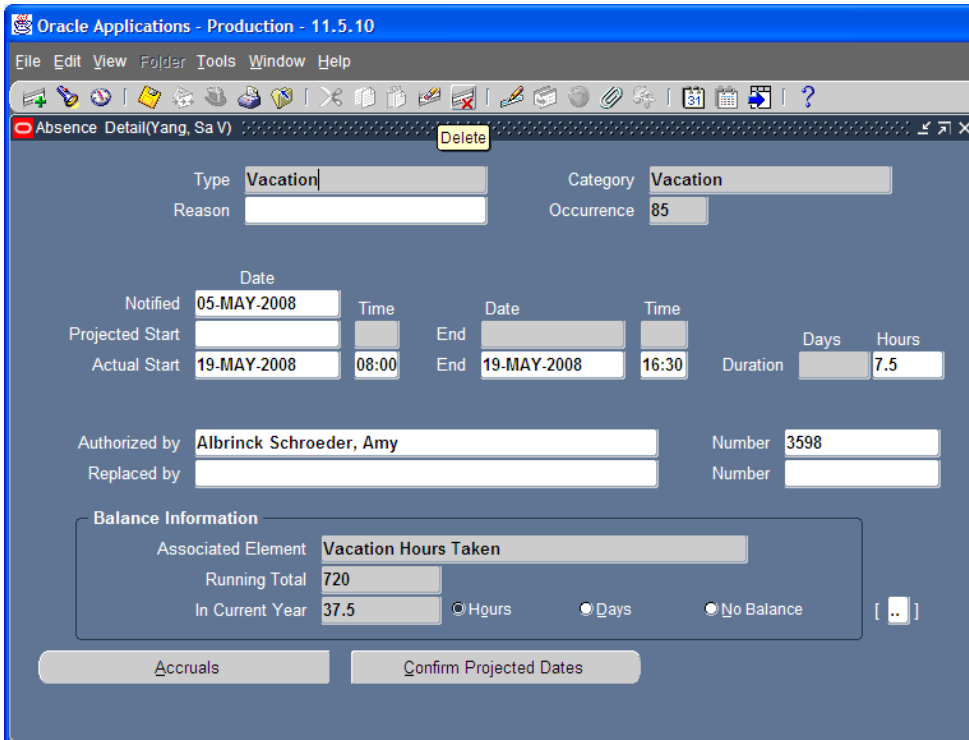 Oracle Applications - Production - 11.5.10
File Edit View Folder Tools Window Help
31 ?
Absence Detail(Yang, Sa V)
Delete
Type Vacation Category Vacation
Reason Occurrence 85
Date
Notified 05-MAY-2008 Time Date Time
Projected Start End Days Hours
Actual Start 19-MAY-2008 08:00 End 19-MAY-2008 16:30 Duration 7.5
Authorized by Albrinck Schroeder, Amy Number 3598
Replaced by Number
Balance Information
Associated Element Vacation Hours Taken
Running Total 720
In Current Year 37.5 Hours Days No Balance [ .. ]
Accruals Confirm Projected Dates